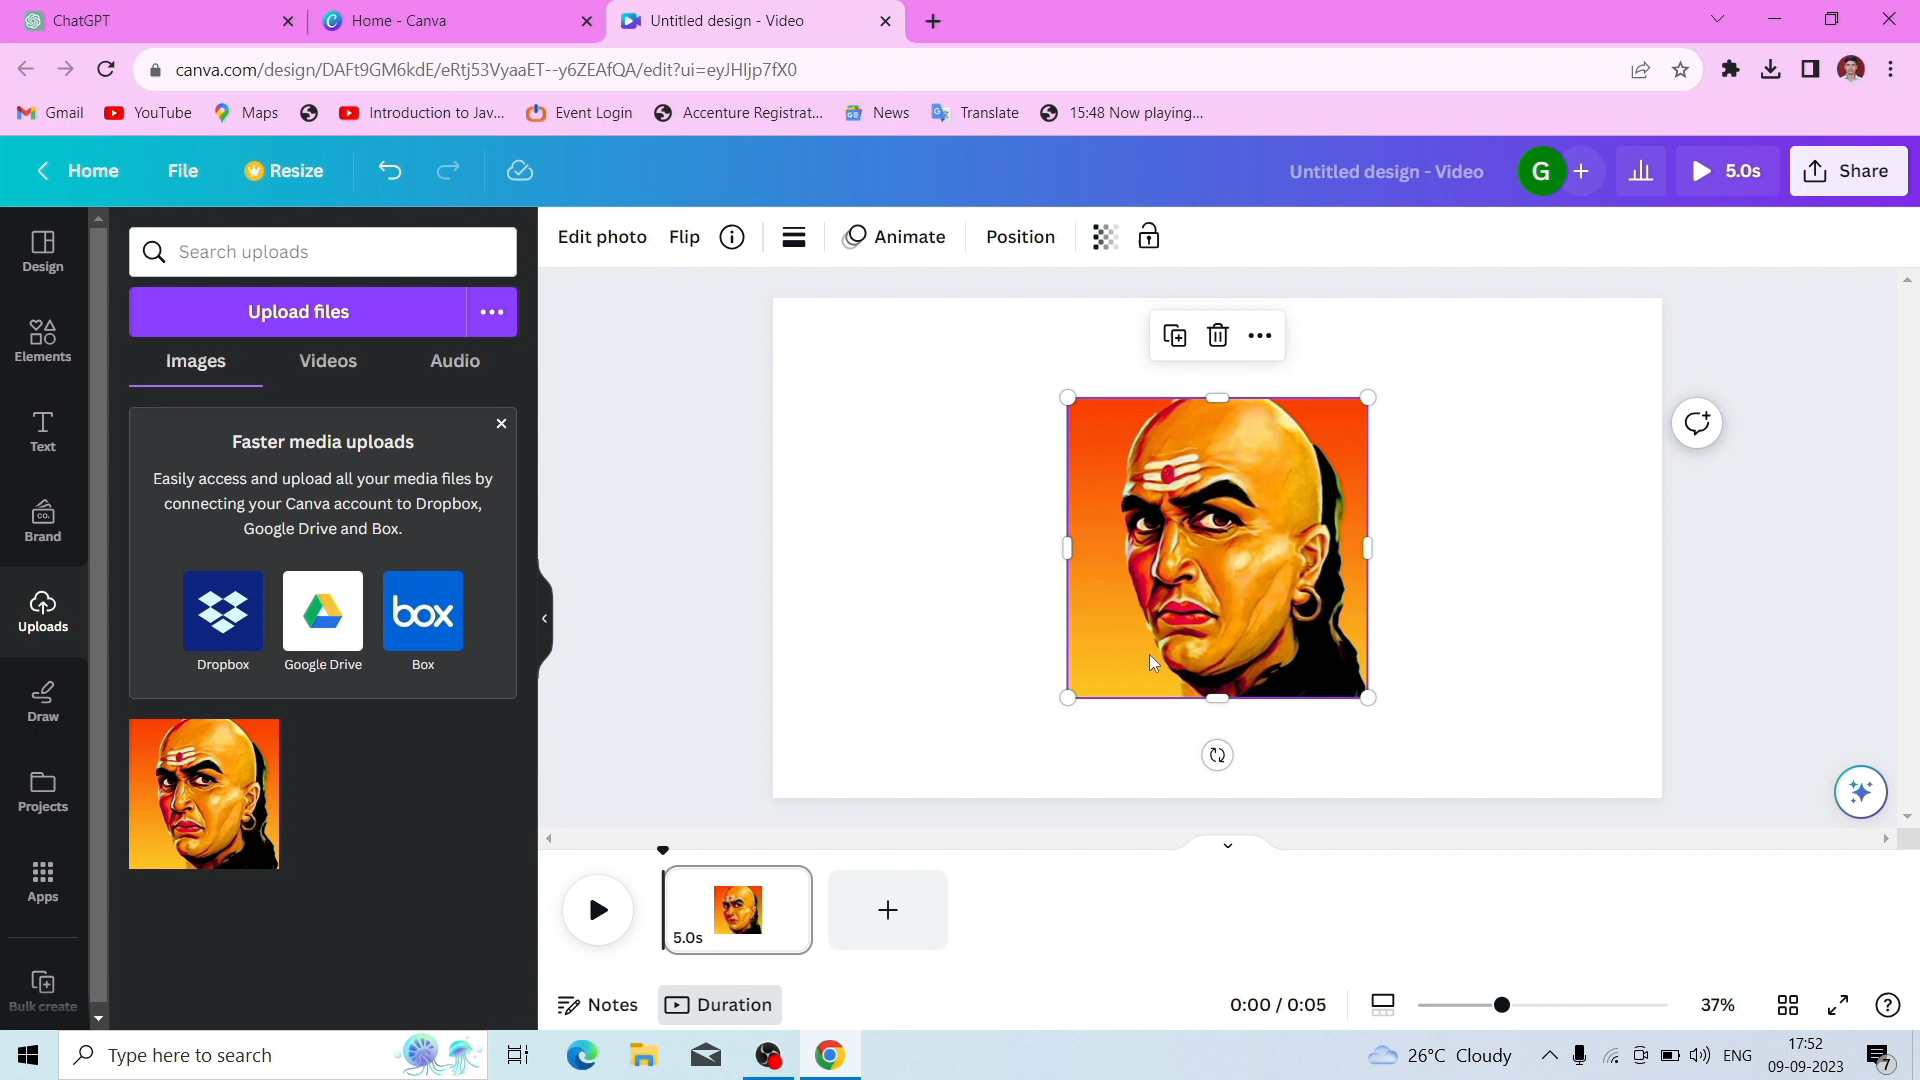 ChatGPT
Home - Canva
Untitled design - Video
canva.com/design/DAFt9GM6kdE/eRtj53VyaaET--y6ZEAfQA/edit?ui=eyJHIjp7fX0
Gmail YouTube Maps Introduction to Jav... Event Login Accenture Registrat... News Translate 15:48 Now playing...
Home File Resize Untitled design - Video G + 5.0s Share
Search uploads
Edit photo Flip Animate Position
Upload files
Images Videos Audio
Design
Elements
Text
Brand
Uploads
Draw
Projects
Apps
Bulk create
CO.
Faster media uploads
Easily access and upload all your media files by
connecting your Canva account to Dropbox,
Google Drive and Box.
box
Dropbox Google Drive Box
5.0s
Notes Duration 0:00 / 0:05 37%
Type here to search
26°C Cloudy ENG
17:52
09-09-2023
7